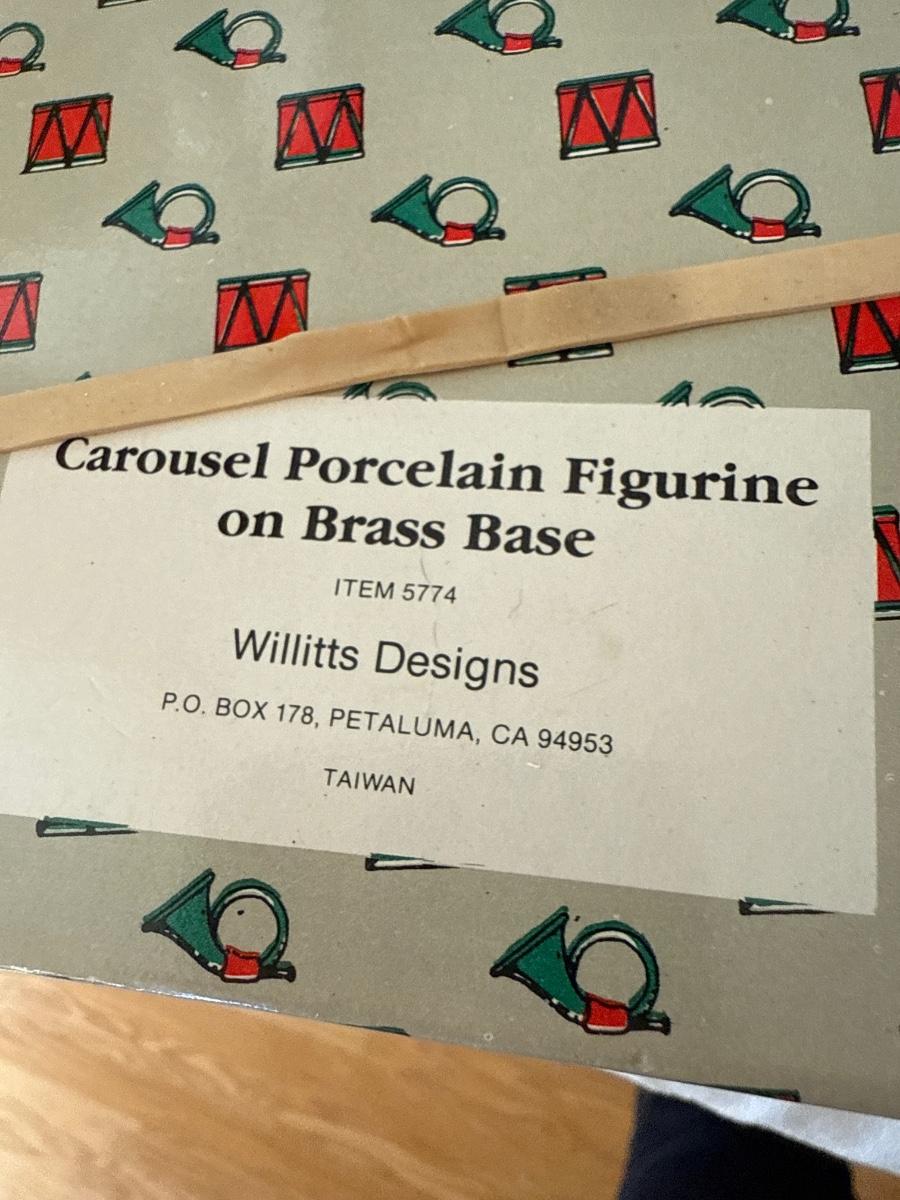 Carousel Porcelain Figurine
on Brass Base
ITEM 5774
Willitts Designs
P.O. BOX 178, PETALUMA, CA 94953
TAIWAN